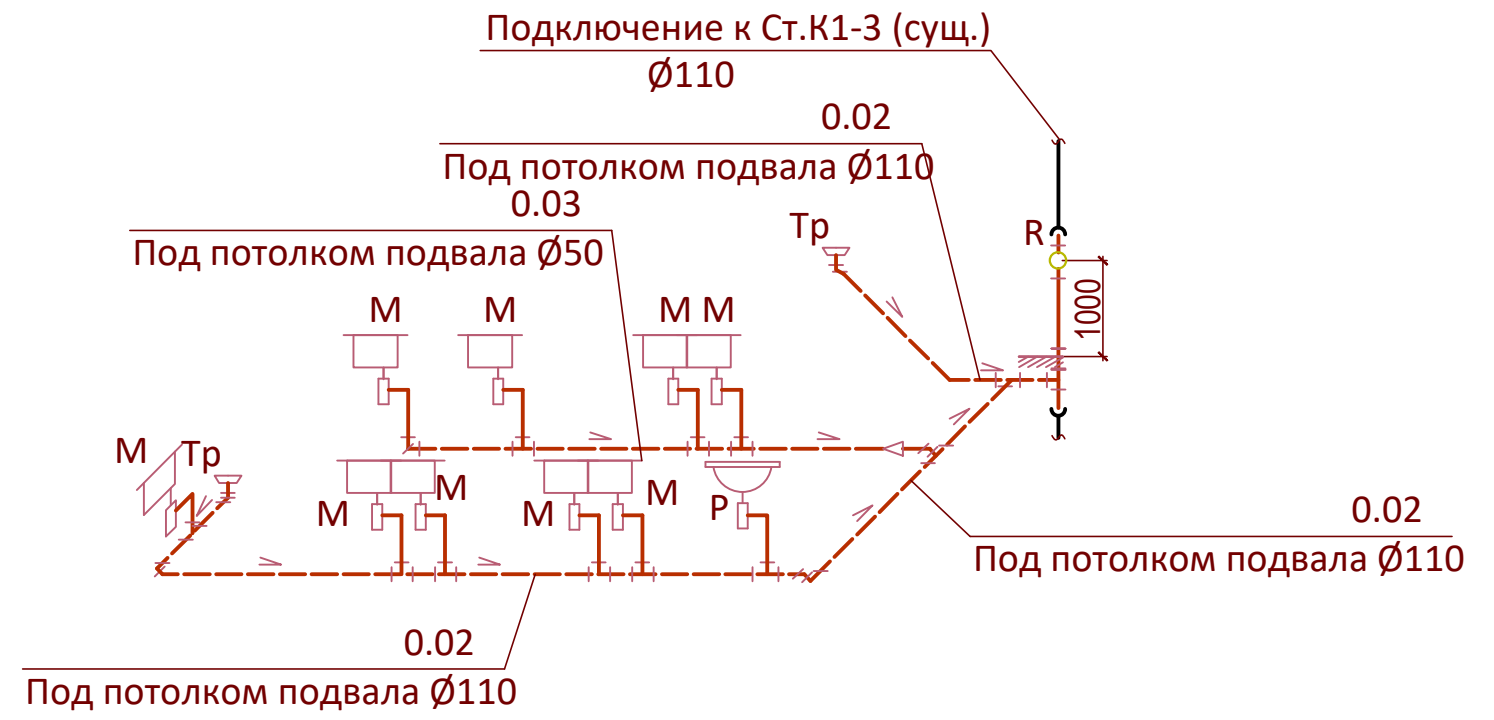 Подключение к Ст.К1-3 (сущ.)
Ø110
0.02
Под потолком подвала Ø110
0.03
Под потолком подвала Ø50
Тр
R
1000
М
М
М М
М
Тр
М
М
М
М
Р
0.02
Под потолком подвала Ø110
0.02
Под потолком подвала Ø110